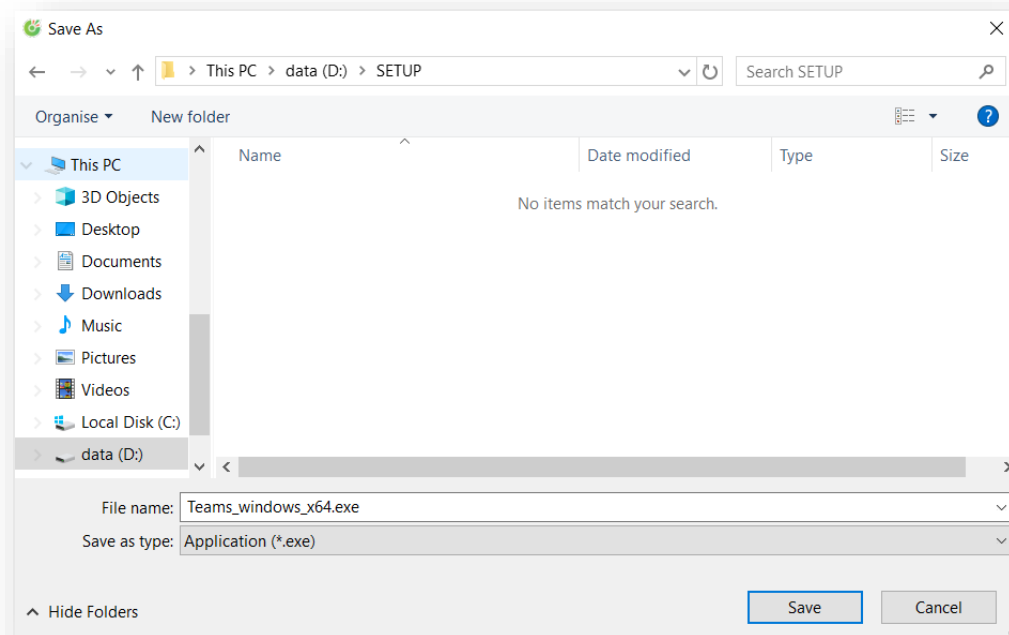 Save As
This PC > data (D:) > SETUP
Search SETUP
Organise
New folder
Name
Date modified
Type
Size
No items match your search.
This PC
3D Objects
Desktop
Documents
Downloads
Music
Pictures
Videos
Local Disk (C:)
data (D:)
File name: Teams_windows_x64.exe
Save as type: Application (*.exe)
Hide Folders
Save
Cancel